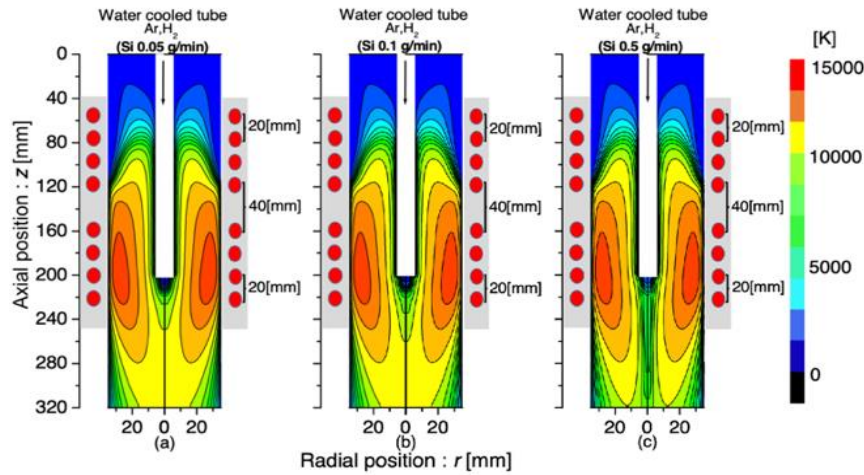 Water cooled tube
Ar,H2
(Si 0.05 g/min)
Water cooled tube
Ar,H2
(Si 0.1 g/min)
Water cooled tube
Ar,H2
(Si 0.5 g/min)
[K]
0
40
80
120
160
200
240
280
320
Axial position : z [mm]
20[mm]
40[mm]
20[mm]
20[mm]
40[mm]
20[mm]
20[mm]
40[mm]
20[mm]
15000
10000
5000
0
20 0 20
20 0 20
20 0 20
(a)
(b)
(c)
Radial position : r [mm]